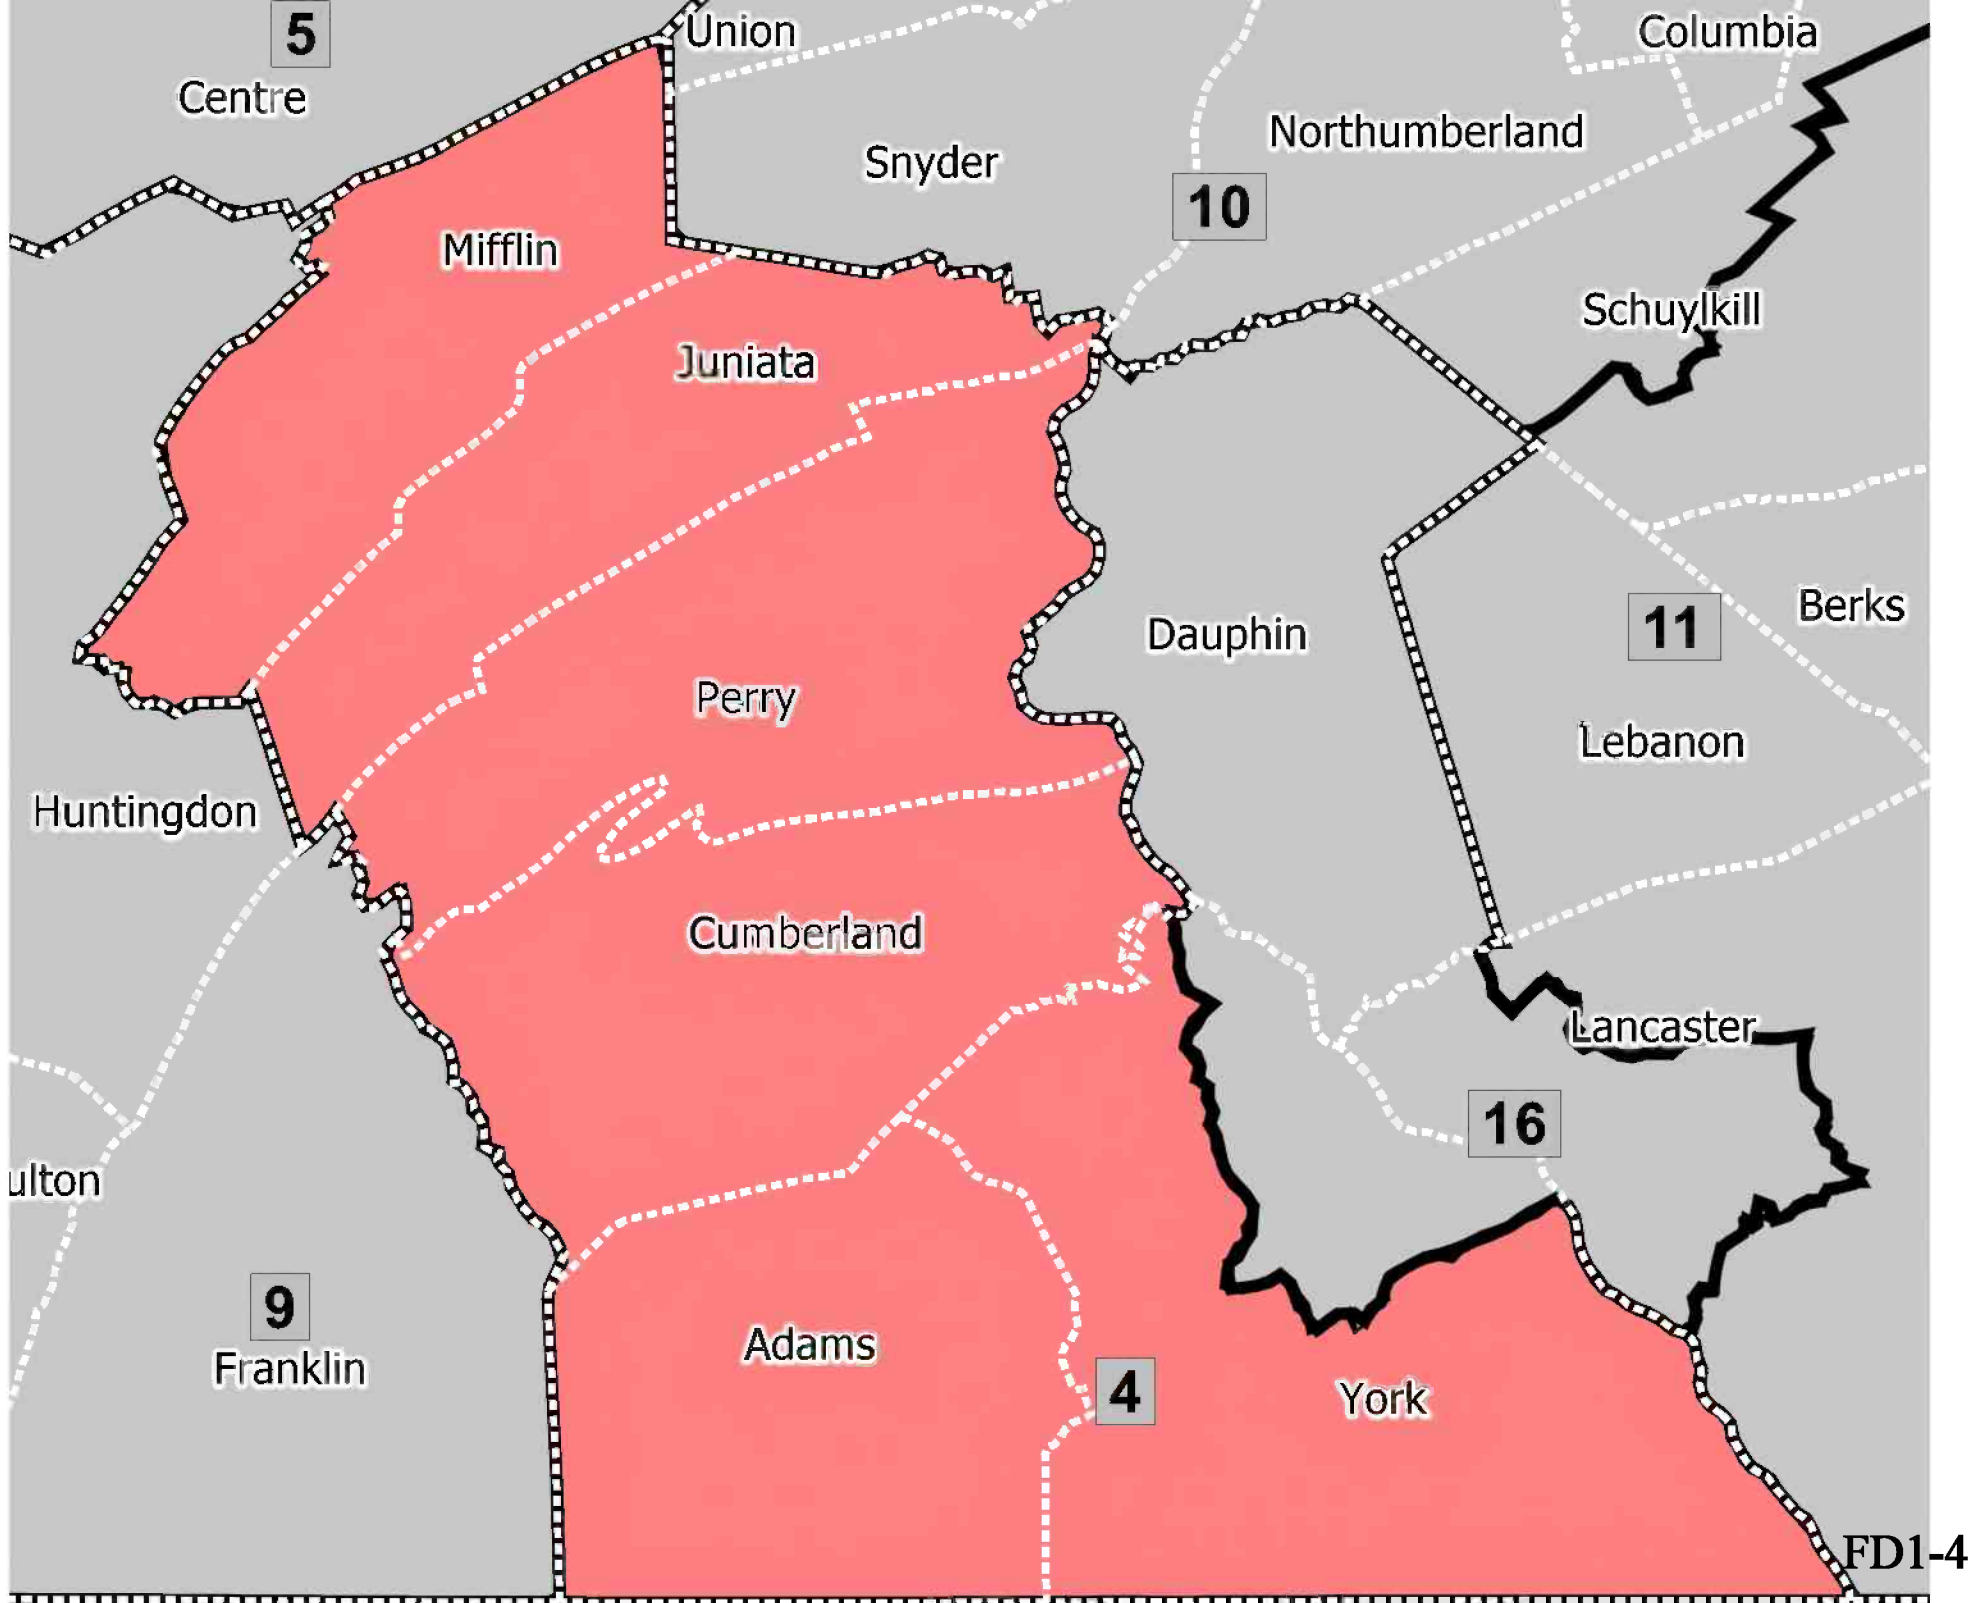 5
Union
Columbia
Centre
Northumberland
Snyder
10
Mifflin
Schuylkill
Juniata
Berks
11
Dauphin
Perry
Lebanon
Huntingdon
Cumberland
Lancaster
16
ulton
9
Franklin
Adams
4
York
FD1-4